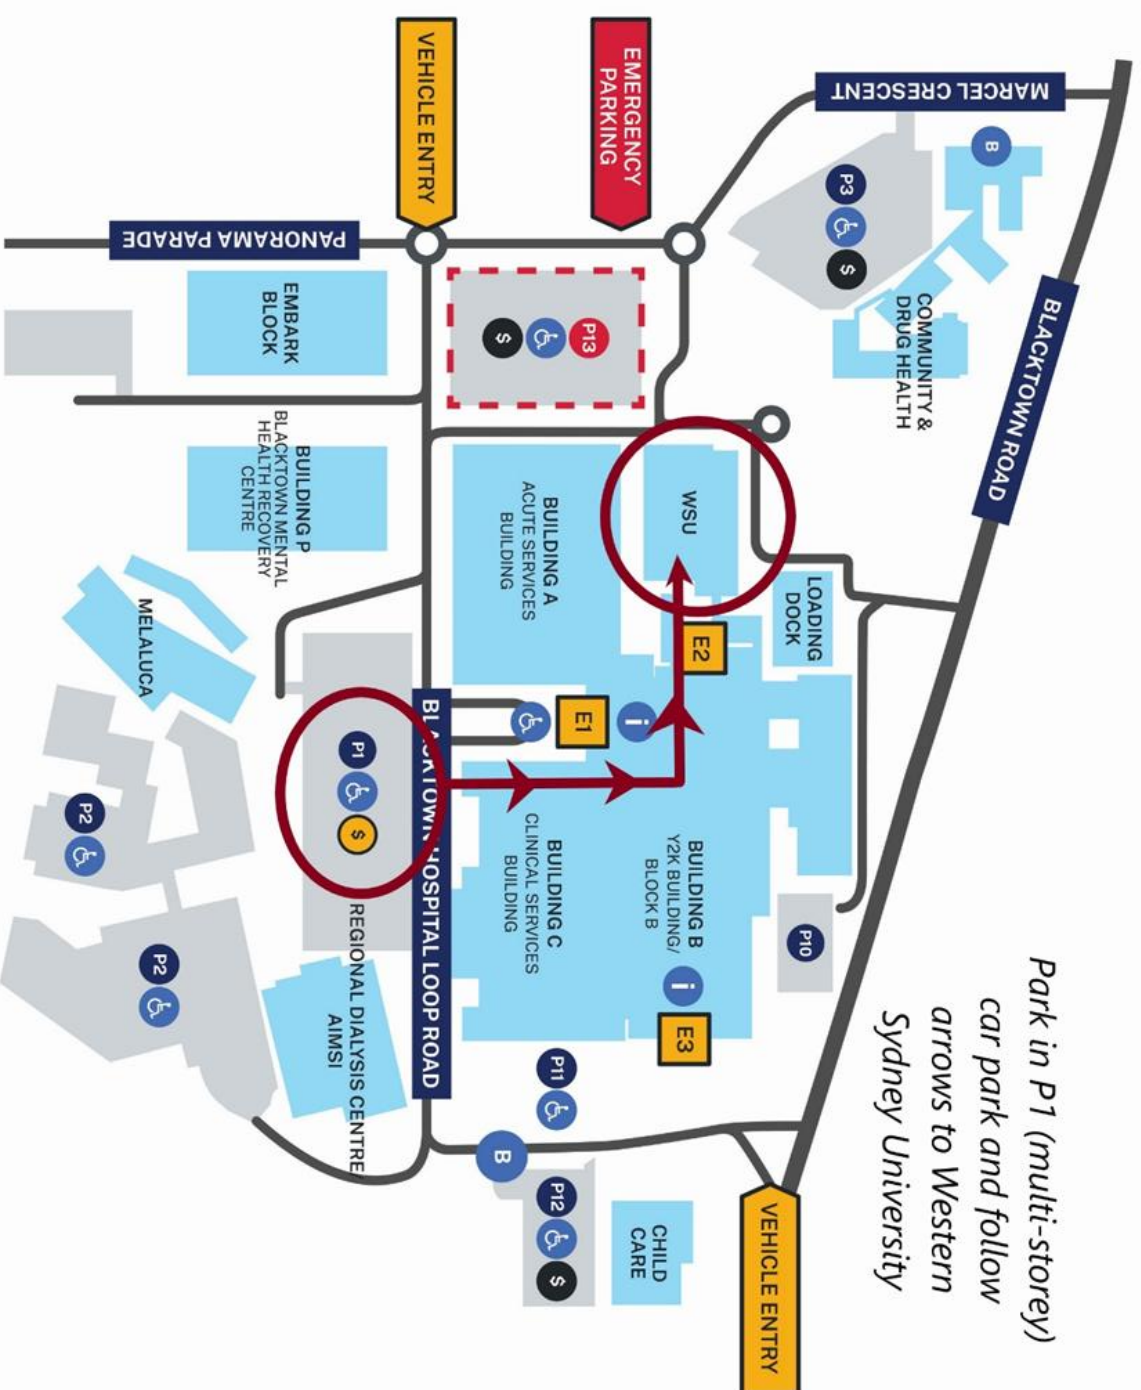 Park in P1 (multi-storey)
car park and follow
arrows to Western
Sydney University
MARCEL CRESCENT
BLACKTOWN ROAD
B
P3
$
COMMUNITY &
DRUG HEALTH
EMERGENCY
PARKING
VEHICLE ENTRY
PANORAMA PARADE
P13
$
EMBARK
BLOCK
WSU
LOADING
DOCK
BUILDING A
ACUTE SERVICES
BUILDING
BUILDING P
BLACKTOWN MENTAL
HEALTH RECOVERY
CENTRE
MELALUCA
E2
i
E1
BLACKTOWN HOSPITAL LOOP ROAD
P1
$
P2
P2
BUILDING B
Y2K BUILDING/
BLOCK B
BUILDING C
CLINICAL SERVICES
BUILDING
P10
i
E3
REGIONAL DIALYSIS CENTRE
AIMSI
P11
B
P12
$
CHILD
CARE
VEHICLE ENTRY